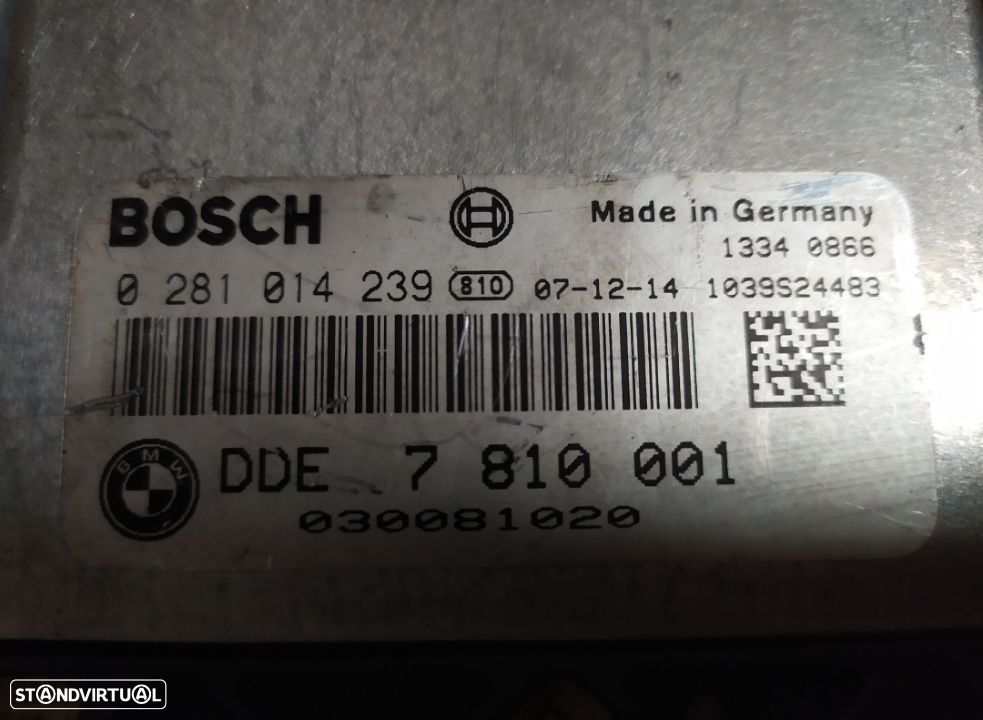 BOSCH Made in Germany
1334 0866
0 281 014 239 810 07-12-14 1039S24483
BMW DDE 7 810 001
030081020
STANDVIRTUAL